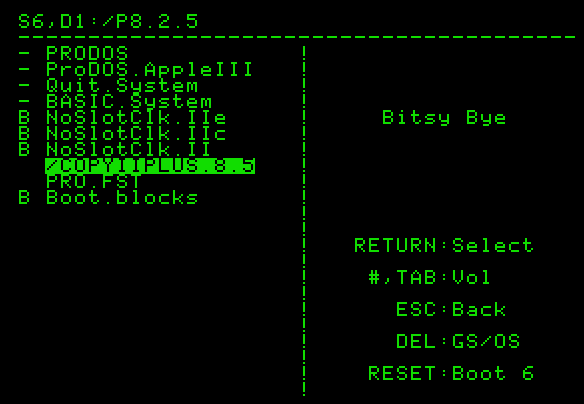 S6,D1:/P8.2.5
- PRODOS
- ProDOS.AppleIII
- Quit.System
- BASIC.System
B NoSlotClk.IIe
B NoSlotClk.IIc
B NoSlotClk.II
/COPYIIPLUS.8.5
PRO.FST
B Boot.blocks
Bitsy Bye
RETURN:Select
#,TAB:Vol
ESC:Back
DEL:GS/OS
RESET:Boot 6